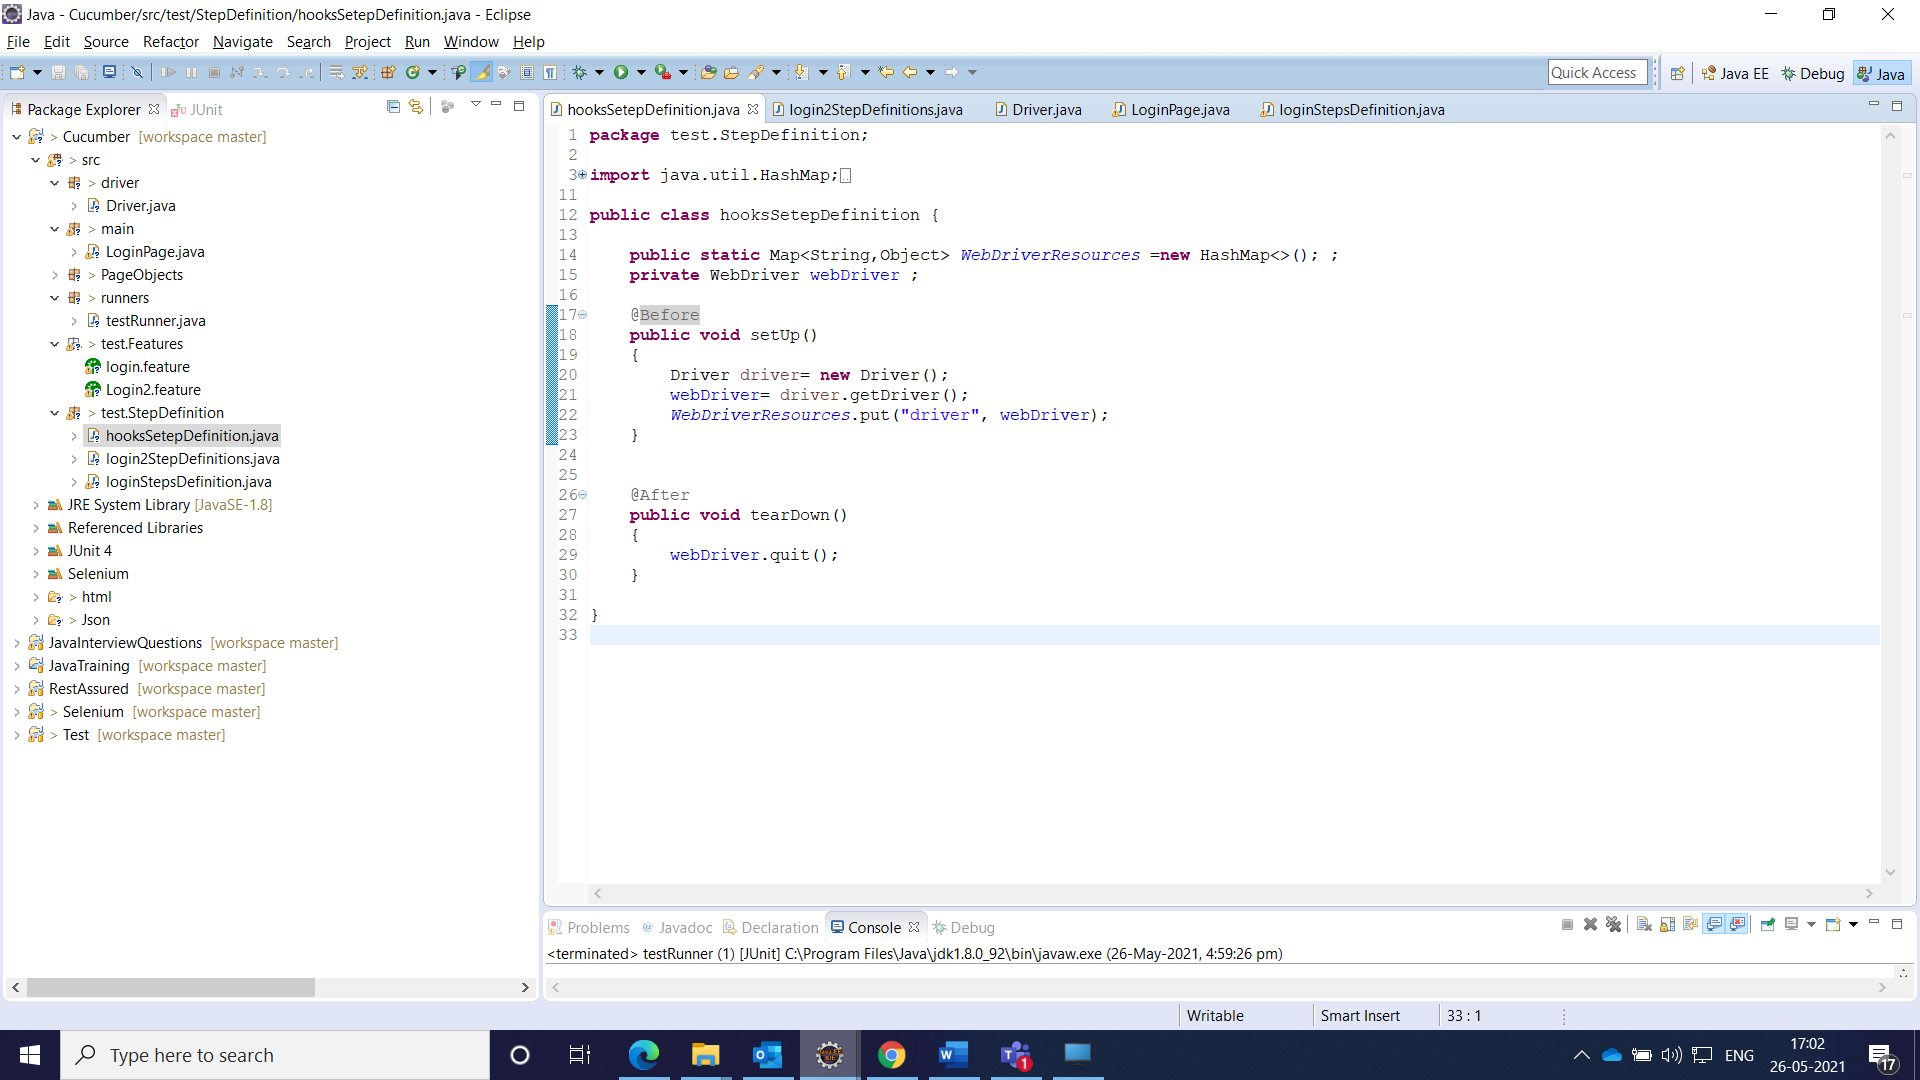 Java - Cucumber/src/test/StepDefinition/hooksSetepDefinition.java - Eclipse
File Edit Source Refactor Navigate Search Project Run Window Help
Quick Access Java EE Debug Java
Package Explorer JUnit
> Cucumber [workspace master]
> src
> driver
Driver.java
> main
LoginPage.java
> PageObjects
> runners
testRunner.java
> test.Features
login.feature
Login2.feature
> test.StepDefinition
hooksSetepDefinition.java
login2StepDefinitions.java
loginStepsDefinition.java
JRE System Library [JavaSE-1.8]
Referenced Libraries
JUnit 4
Selenium
> html
> Json
JavaInterviewQuestions [workspace master]
JavaTraining [workspace master]
RestAssured [workspace master]
> Selenium [workspace master]
> Test [workspace master]
hooksSetepDefinition.java login2StepDefinitions.java Driver.java LoginPage.java loginStepsDefinition.java
1 package test.StepDefinition;
2
3 import java.util.HashMap;
11
12 public class hooksSetepDefinition {
13
14 public static Map<String,Object> WebDriverResources =new HashMap<>(); ;
15 private WebDriver webDriver ;
16
17 @Before
18 public void setUp()
19 {
20 Driver driver= new Driver();
21 webDriver= driver.getDriver();
22 WebDriverResources.put("driver", webDriver);
23 }
24
25
26 @After
27 public void tearDown()
28 {
29 webDriver.quit();
30 }
31
32 }
33
Problems Javadoc Declaration Console Debug
<terminated> testRunner (1) [JUnit] C:\Program Files\Java\jdk1.8.0_92\bin\javaw.exe (26-May-2021, 4:59:26 pm)
Writable Smart Insert 33 : 1
Type here to search
ENG
17:02
26-05-2021
17
1